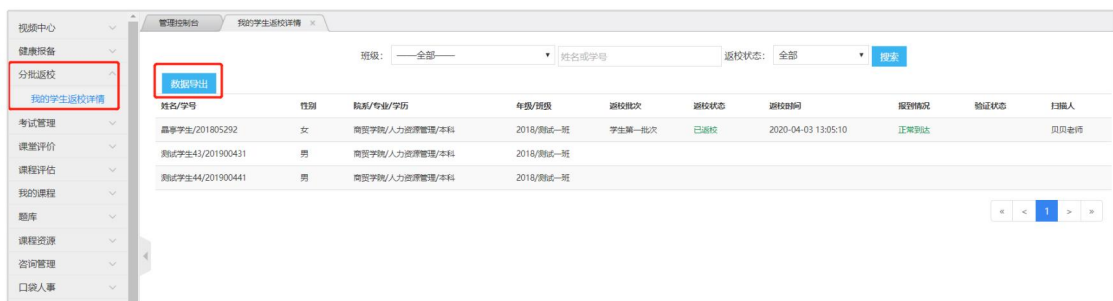 视频中心
健康报备
分批返校
我的学生返校详情
考试管理
课堂评价
课程评估
我的课程
题库
课程资源
咨询管理
口袋人事
管理控制台 我的学生返校详情 ×
班级： ——全部—— 姓名或学号 返校状态： 全部 搜索
数据导出
姓名/学号 性别 院系/专业/学历 年级/班级 返校批次 返校状态 返校时间 报到情况 验证状态 扫描人
晶享学生/201805292 女 商贸学院/人力资源管理/本科 2018/测试一班 学生第一批次 已返校 2020-04-03 13:05:10 正常到达 贝贝老师
测试学生43/201900431 男 商贸学院/人力资源管理/本科 2018/测试一班
测试学生44/201900441 男 商贸学院/人力资源管理/本科 2018/测试一班
« < 1 > »